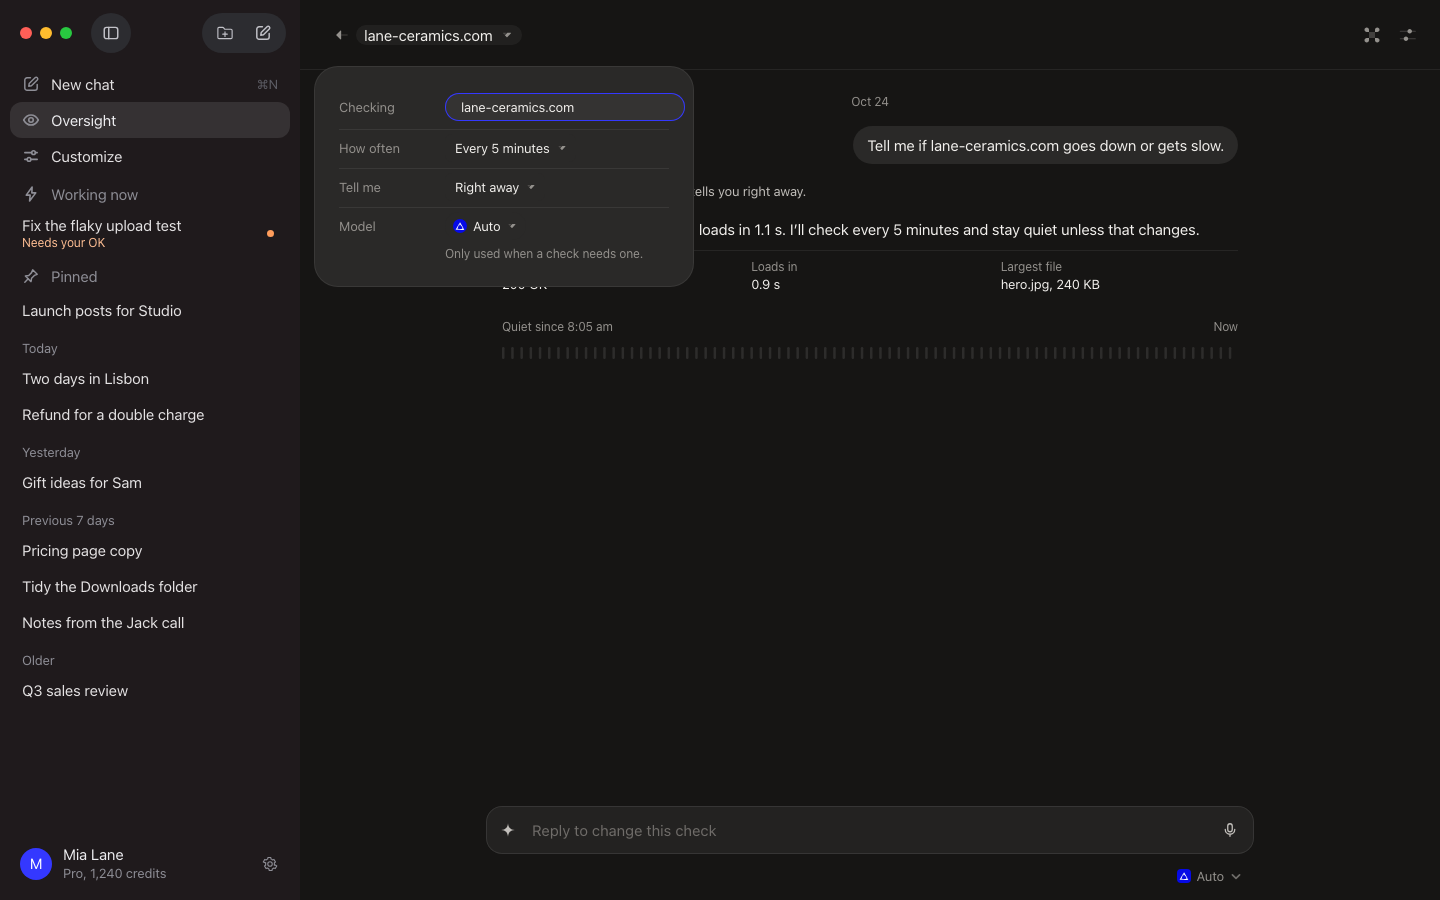 New chat
⌘N
Oversight
Customize
Working now
Fix the flaky upload test
Needs your OK
Pinned
Launch posts for Studio
Today
Two days in Lisbon
Refund for a double charge
Yesterday
Gift ideas for Sam
Previous 7 days
Pricing page copy
Tidy the Downloads folder
Notes from the Jack call
Older
Q3 sales review
M
Mia Lane
Pro, 1,240 credits
lane-ceramics.com
Checking
lane-ceramics.com
How often
Every 5 minutes
Tell me
Right away
Model
Auto
Only used when a check needs one.
Oct 24
Tell me if lane-ceramics.com goes down or gets slow.
ells you right away.
loads in 1.1 s. I'll check every 5 minutes and stay quiet unless that changes.
Loads in
0.9 s
Largest file
hero.jpg, 240 KB
Quiet since 8:05 am
Now
Reply to change this check
Auto